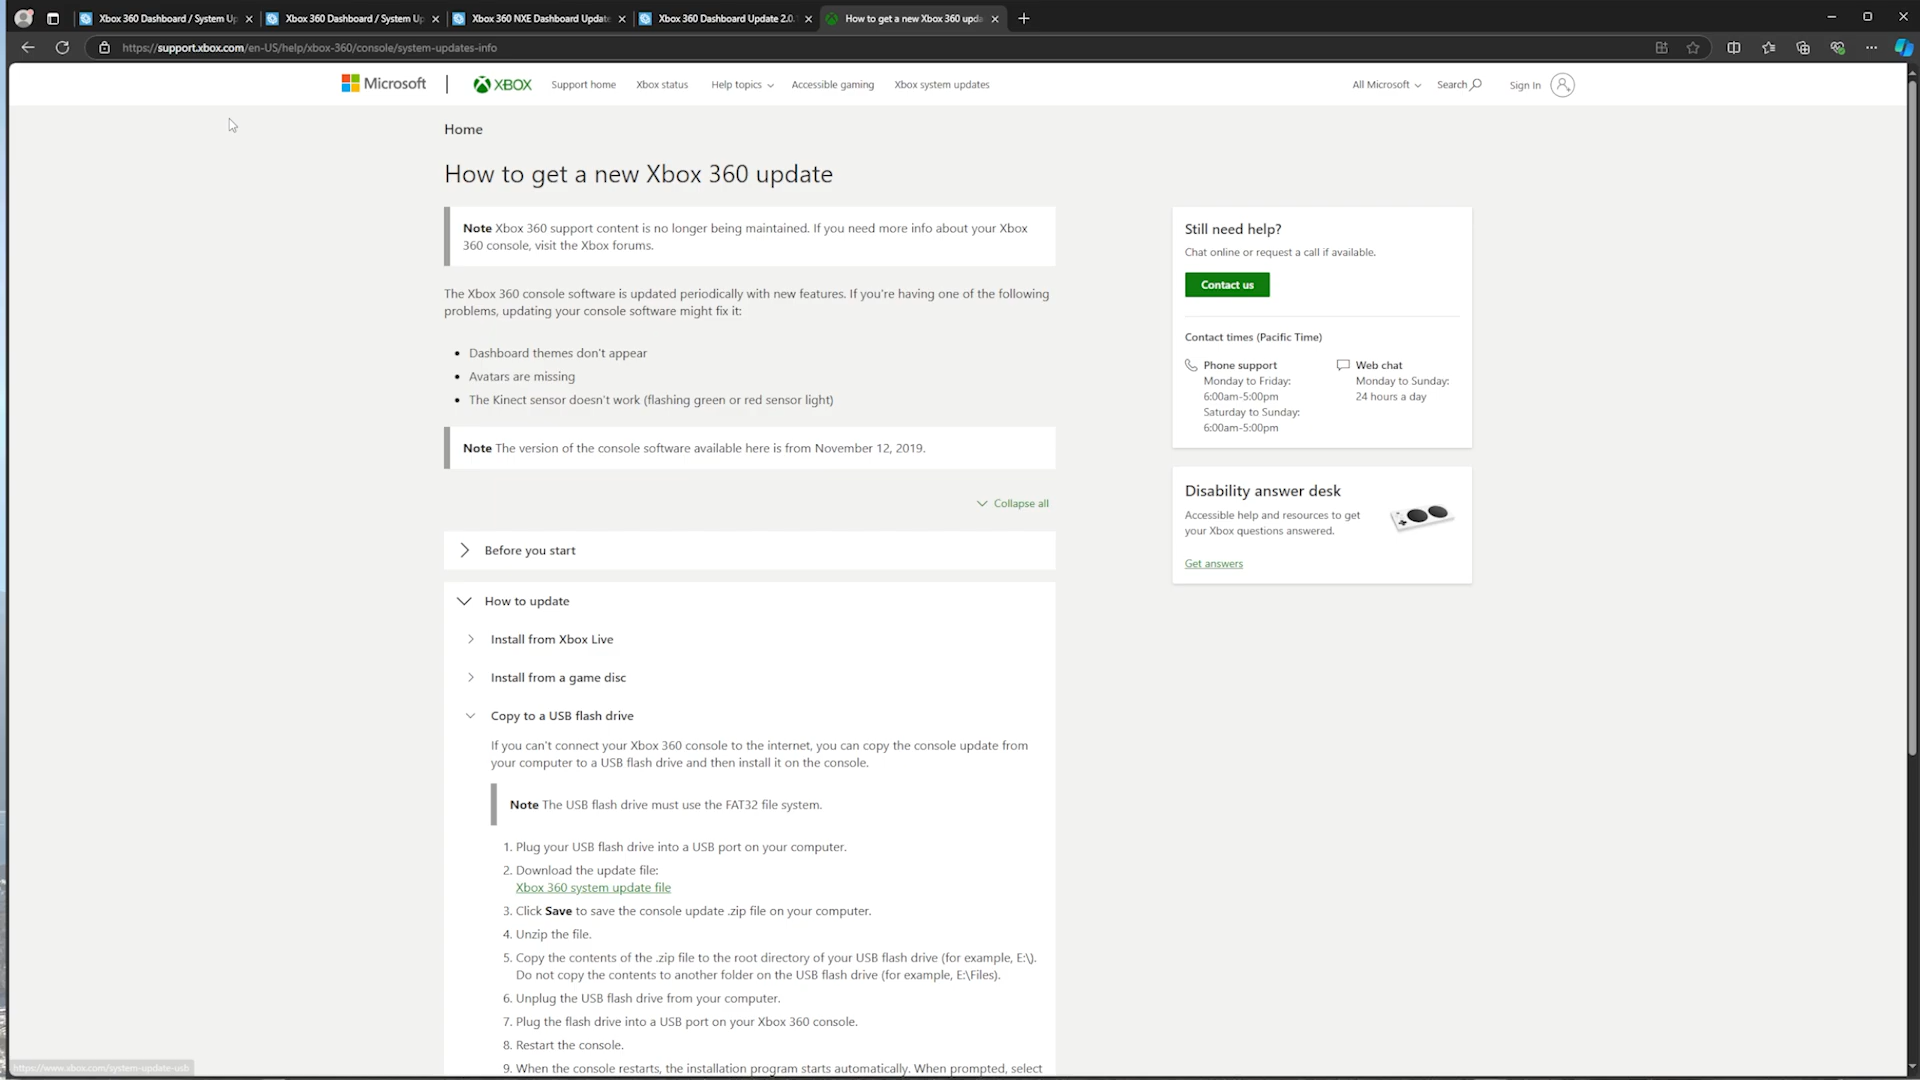 Xbox 360 Dashboard / System Up
Xbox 360 Dashboard / System Up
Xbox 360 NXE Dashboard Update
Xbox 360 Dashboard Update 2.0.
How to get a new Xbox 360 upda
https://support.xbox.com/en-US/help/xbox-360/console/system-updates-info
Microsoft
XBOX
Support home
Xbox status
Help topics
Accessible gaming
Xbox system updates
All Microsoft
Search
Sign In
Home
How to get a new Xbox 360 update
Note Xbox 360 support content is no longer being maintained. If you need more info about your Xbox
360 console, visit the Xbox forums.
The Xbox 360 console software is updated periodically with new features. If you're having one of the following
problems, updating your console software might fix it:
• Dashboard themes don't appear
• Avatars are missing
• The Kinect sensor doesn't work (flashing green or red sensor light)
Note The version of the console software available here is from November 12, 2019.
Collapse all
Before you start
How to update
Install from Xbox Live
Install from a game disc
Copy to a USB flash drive
If you can't connect your Xbox 360 console to the internet, you can copy the console update from
your computer to a USB flash drive and then install it on the console.
Note The USB flash drive must use the FAT32 file system.
1. Plug your USB flash drive into a USB port on your computer.
2. Download the update file:
Xbox 360 system update file
3. Click Save to save the console update .zip file on your computer.
4. Unzip the file.
5. Copy the contents of the .zip file to the root directory of your USB flash drive (for example, E:\).
Do not copy the contents to another folder on the USB flash drive (for example, E:\Files).
6. Unplug the USB flash drive from your computer.
7. Plug the flash drive into a USB port on your Xbox 360 console.
8. Restart the console.
9. When the console restarts, the installation program starts automatically. When prompted, select
Still need help?
Chat online or request a call if available.
Contact us
Contact times (Pacific Time)
Phone support
Monday to Friday:
6:00am-5:00pm
Saturday to Sunday:
6:00am-5:00pm
Web chat
Monday to Sunday:
24 hours a day
Disability answer desk
Accessible help and resources to get
your Xbox questions answered.
Get answers
https://www.xbox.com/system-update-usb